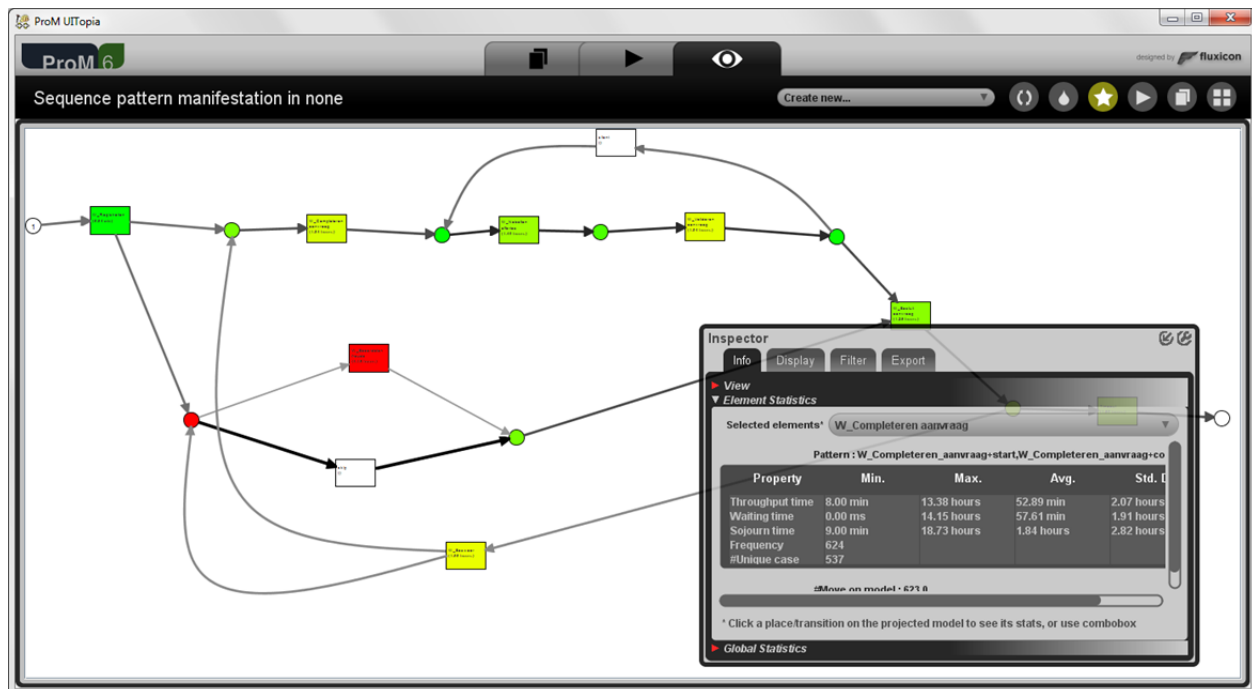 ProM UITopia
ProM 6
designed by fluxicon
Sequence pattern manifestation in none
Create new...
1
Inspector
Info Display Filter Export
View
Element Statistics
Selected elements* W_Completeren aanvraag
Pattern : W_Completeren_aanvraag+start,W_Completeren_aanvraag+co
Property Min. Max. Avg. Std. D
Throughput time 8.00 min 13.38 hours 52.89 min 2.07 hours
Waiting time 0.00 ms 14.15 hours 57.61 min 1.91 hours
Sojourn time 9.00 min 18.73 hours 1.84 hours 2.82 hours
Frequency 624
#Unique case 537
#Move on model : 623.0
* Click a place/transition on the projected model to see its stats, or use combobox
Global Statistics